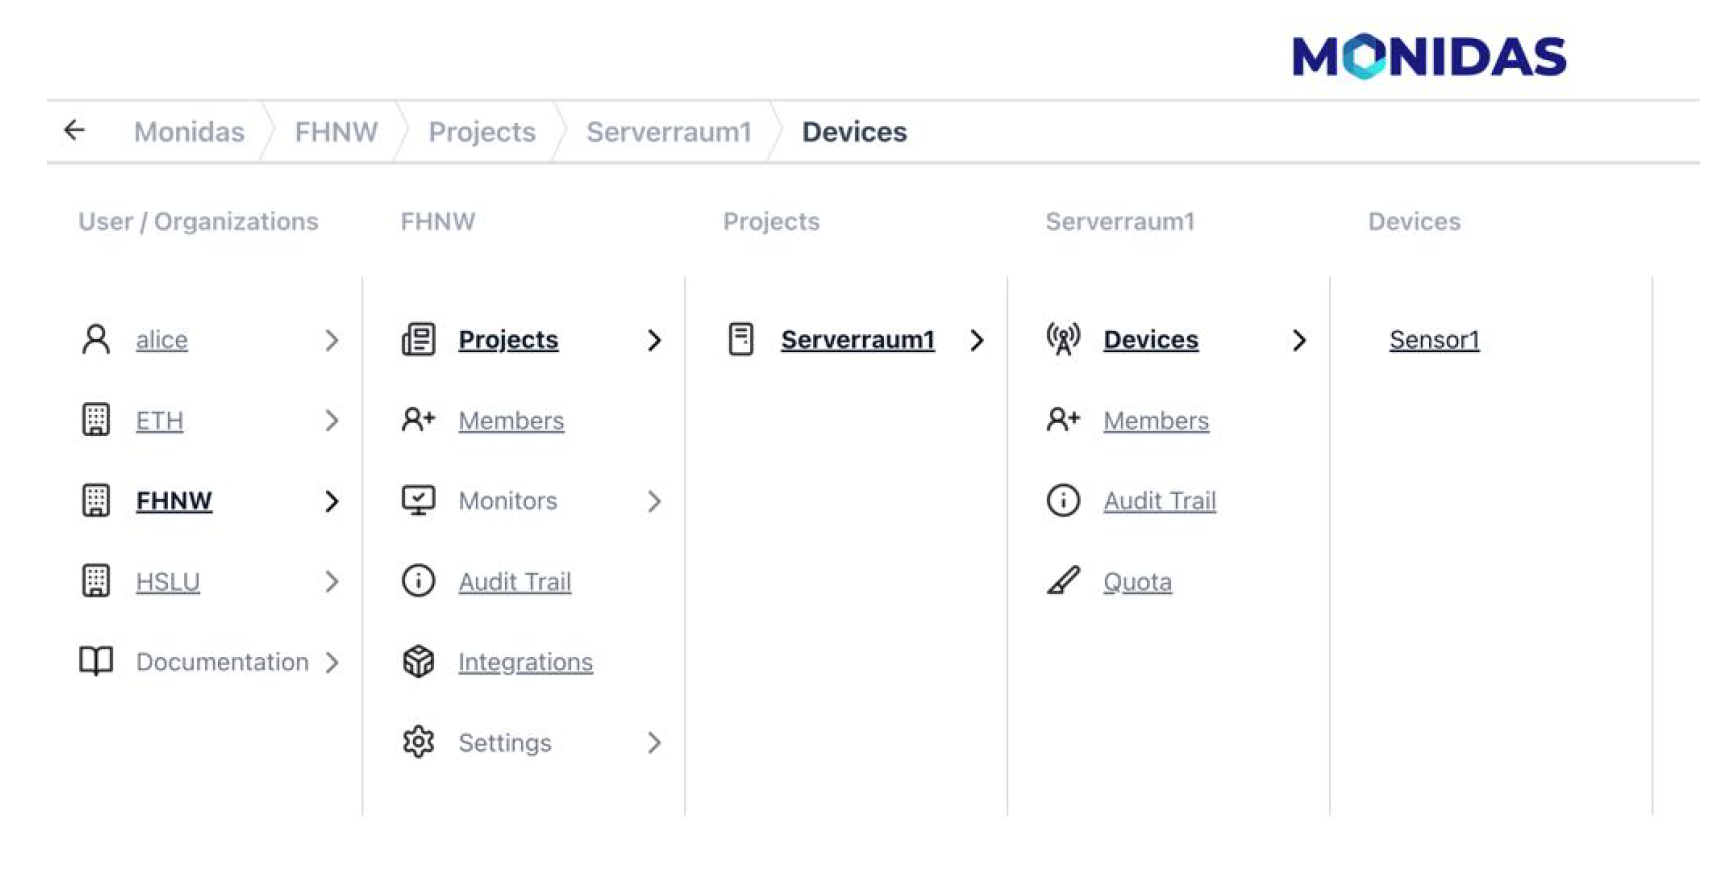 MONIDAS
Monidas FHNW Projects Serverraum1 Devices
User / Organizations FHNW Projects Serverraum1 Devices
alice Projects Serverraum1 Devices Sensor1
ETH Members Members
FHNW Monitors Audit Trail
HSLU Audit Trail Quota
Documentation Integrations
Settings